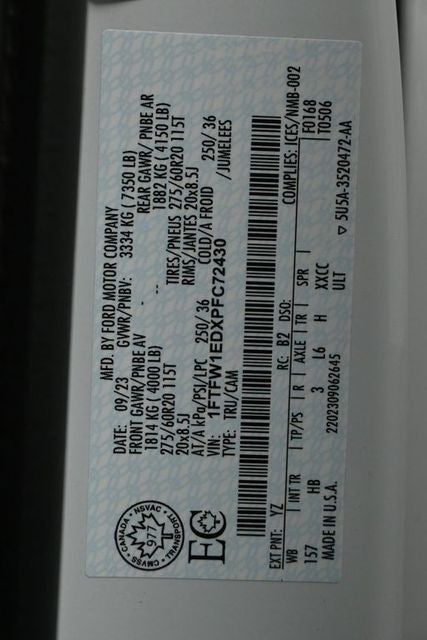 MFD. BY FORD MOTOR COMPANY
DATE: 09/23 GVWR/PNBV: 3334 KG (7350 LB)
FRONT GAWR/PNBE AV REAR GAWR/ PNBE AR
1814 KG (4000 LB) - -- 1882 KG (4150 LB)
275/60R20 115T TIRES/PNEUS 275/60R20 115T
20x8.5J RIMS/JANTES 20x8.5J
AT/A kPa/PSI/LPC 250/ 36 COLD/A FROID 250/ 36
VIN: 1FTFW1EDXPFC72430 /JUMELEES
TYPE: TRU/CAM
CANADA · NSVAC · TRANSPORT · CMVSS
977
EC
EXT PNT: YZ RC: B2 DSO: COMPLIES: ICES/NMB-002
WB INT TR TP/PS R AXLE TR SPR F0168
157 HB 3 L6 H XXCC T0506
MADE IN U.S.A. 2202309062645 ULT ▽ 5U5A-3520472-AA